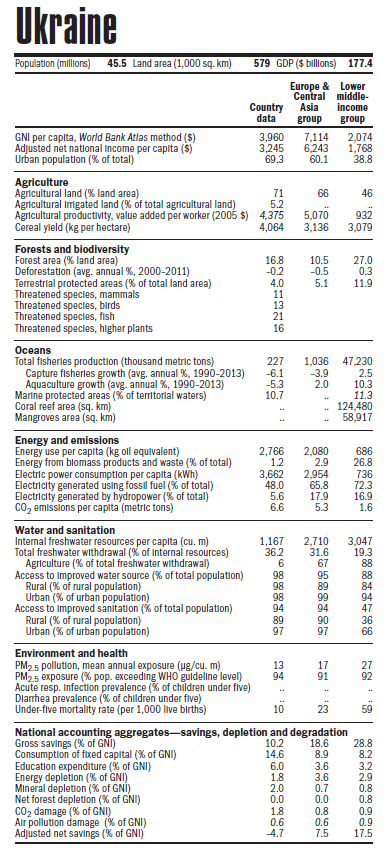 Ukraine
Population (millions) 45.5 Land area (1,000 sq. km) 579 GDP ($ billions) 177.4
Country data Europe & Central Asia group Lower middle-income group
GNI per capita, World Bank Atlas method ($) 3,960 7,114 2,074
Adjusted net national income per capita ($) 3,245 6,243 1,768
Urban population (% of total) 69.3 60.1 38.8
Agriculture
Agricultural land (% land area) 71 66 46
Agricultural irrigated land (% of total agricultural land) 5.2 .. ..
Agricultural productivity, value added per worker (2005 $) 4,375 5,070 932
Cereal yield (kg per hectare) 4,064 3,136 3,079
Forests and biodiversity
Forest area (% land area) 16.8 10.5 27.0
Deforestation (avg. annual %, 2000–2011) –0.2 –0.5 0.3
Terrestrial protected areas (% of total land area) 4.0 5.1 11.9
Threatened species, mammals 11
Threatened species, birds 13
Threatened species, fish 21
Threatened species, higher plants 16
Oceans
Total fisheries production (thousand metric tons) 227 1,036 47,230
Capture fisheries growth (avg. annual %, 1990–2013) –6.1 –3.9 2.5
Aquaculture growth (avg. annual %, 1990–2013) –5.3 2.0 10.3
Marine protected areas (% of territorial waters) 10.7 .. 11.3
Coral reef area (sq. km) .. .. 124,480
Mangroves area (sq. km) .. .. 58,917
Energy and emissions
Energy use per capita (kg oil equivalent) 2,766 2,080 686
Energy from biomass products and waste (% of total) 1.2 2.9 26.8
Electric power consumption per capita (kWh) 3,662 2,954 736
Electricity generated using fossil fuel (% of total) 48.0 65.8 72.3
Electricity generated by hydropower (% of total) 5.6 17.9 16.9
CO₂ emissions per capita (metric tons) 6.6 5.3 1.6
Water and sanitation
Internal freshwater resources per capita (cu. m) 1,167 2,710 3,047
Total freshwater withdrawal (% of internal resources) 36.2 31.6 19.3
Agriculture (% of total freshwater withdrawal) 6 67 88
Access to improved water source (% of total population) 98 95 88
Rural (% of rural population) 98 89 84
Urban (% of urban population) 98 99 94
Access to improved sanitation (% of total population) 94 94 47
Rural (% of rural population) 89 90 36
Urban (% of urban population) 97 97 66
Environment and health
PM2.5 pollution, mean annual exposure (µg/cu. m) 13 17 27
PM2.5 exposure (% pop. exceeding WHO guideline level) 94 91 92
Acute resp. infection prevalence (% of children under five) .. .. ..
Diarrhea prevalence (% of children under five) .. .. ..
Under-five mortality rate (per 1,000 live births) 10 23 59
National accounting aggregates—savings, depletion and degradation
Gross savings (% of GNI) 10.2 18.6 28.8
Consumption of fixed capital (% of GNI) 14.6 8.9 8.2
Education expenditure (% of GNI) 6.0 3.6 3.2
Energy depletion (% of GNI) 1.8 3.6 2.9
Mineral depletion (% of GNI) 2.0 0.7 0.8
Net forest depletion (% of GNI) 0.0 0.0 0.8
CO₂ damage (% of GNI) 1.8 0.8 0.9
Air pollution damage (% of GNI) 0.6 0.6 0.9
Adjusted net savings (% of GNI) –4.7 7.5 17.5